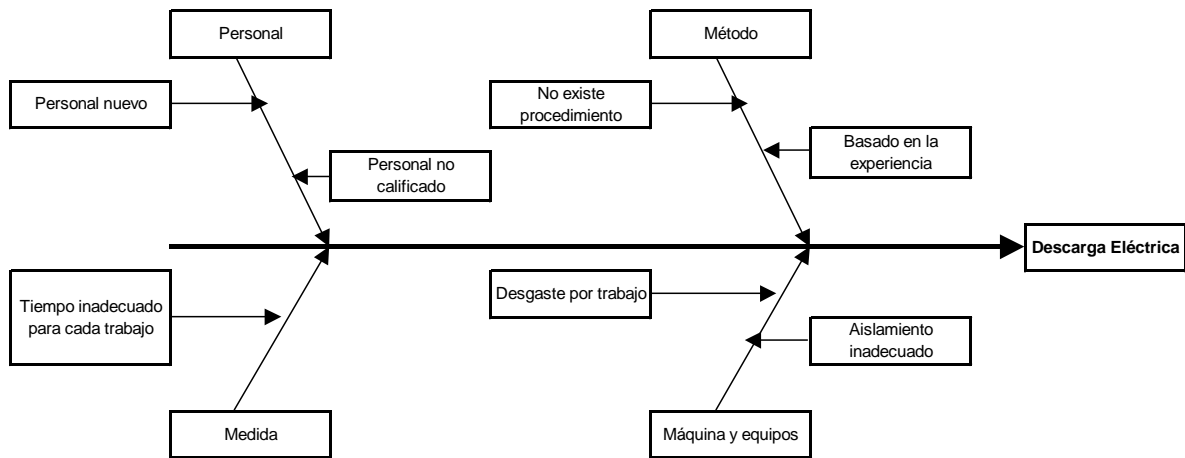 Personal
Método
Personal nuevo
No existe
procedimiento
Personal no
calificado
Basado en la
experiencia
Descarga Eléctrica
Tiempo inadecuado
para cada trabajo
Desgaste por trabajo
Aislamiento
inadecuado
Medida
Máquina y equipos